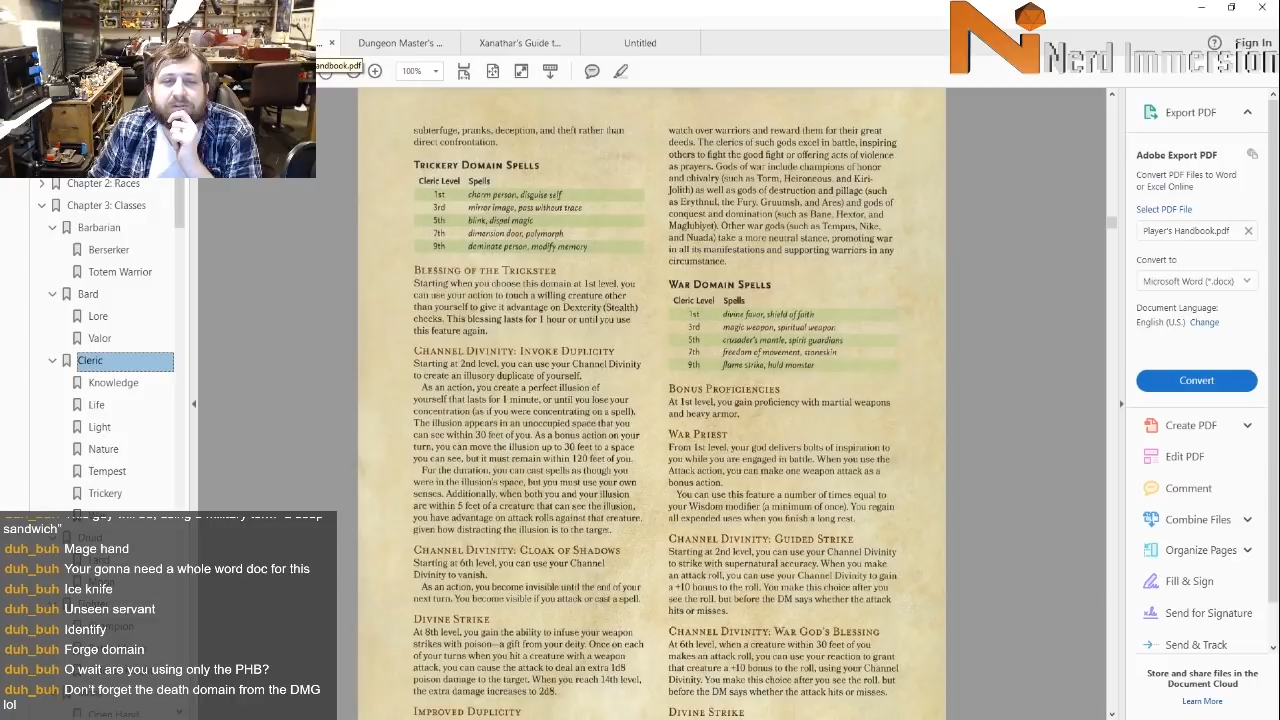 Dungeon Master's ...
Xanathar's Guide t...
Untitled
Sign In
Nerd Immersion
andbook.pdf
100%
Chapter 2: Races
Chapter 3: Classes
Barbarian
Berserker
Totem Warrior
Bard
Lore
Valor
Cleric
Knowledge
Life
Light
Nature
Tempest
Trickery
Druid
sandwich"
duh_buh Mage hand
duh_buh Your gonna need a whole word doc for this
duh_buh Ice knife
duh_buh Unseen servant
duh_buh Identify
duh_buh Forge domain
duh_buh O wait are you using only the PHB?
duh_buh Don't forget the death domain from the DMG
lol
Open Hand
subterfuge, pranks, deception, and theft rather than
direct confrontation.
Trickery Domain Spells
Cleric Level Spells
1st charm person, disguise self
3rd mirror image, pass without trace
5th blink, dispel magic
7th dimension door, polymorph
9th dominate person, modify memory
Blessing of the Trickster
Starting when you choose this domain at 1st level, you
can use your action to touch a willing creature other
than yourself to give it advantage on Dexterity (Stealth)
checks. This blessing lasts for 1 hour or until you use
this feature again.
Channel Divinity: Invoke Duplicity
Starting at 2nd level, you can use your Channel Divinity
to create an illusory duplicate of yourself.
As an action, you create a perfect illusion of
yourself that lasts for 1 minute, or until you lose your
concentration (as if you were concentrating on a spell).
The illusion appears in an unoccupied space that you
can see within 30 feet of you. As a bonus action on your
turn, you can move the illusion up to 30 feet to a space
you can see, but it must remain within 120 feet of you.
For the duration, you can cast spells as though you
were in the illusion's space, but you must use your own
senses. Additionally, when both you and your illusion
are within 5 feet of a creature that can see the illusion,
you have advantage on attack rolls against that creature,
given how distracting the illusion is to the target.
Channel Divinity: Cloak of Shadows
Starting at 6th level, you can use your Channel
Divinity to vanish.
As an action, you become invisible until the end of your
next turn. You become visible if you attack or cast a spell.
Divine Strike
At 8th level, you gain the ability to infuse your weapon
strikes with poison—a gift from your deity. Once on each
of your turns when you hit a creature with a weapon
attack, you can cause the attack to deal an extra 1d8
poison damage to the target. When you reach 14th level,
the extra damage increases to 2d8.
Improved Duplicity
watch over warriors and reward them for their great
deeds. The clerics of such gods excel in battle, inspiring
others to fight the good fight or offering acts of violence
as prayers. Gods of war include champions of honor
and chivalry (such as Torm, Heironeous, and Kiri-
Jolith) as well as gods of destruction and pillage (such
as Erythnul, the Fury, Gruumsh, and Ares) and gods of
conquest and domination (such as Bane, Hextor, and
Maglubiyet). Other war gods (such as Tempus, Nike,
and Nuada) take a more neutral stance, promoting war
in all its manifestations and supporting warriors in any
circumstance.
War Domain Spells
Cleric Level Spells
1st divine favor, shield of faith
3rd magic weapon, spiritual weapon
5th crusader's mantle, spirit guardians
7th freedom of movement, stoneskin
9th flame strike, hold monster
Bonus Proficiencies
At 1st level, you gain proficiency with martial weapons
and heavy armor.
War Priest
From 1st level, your god delivers bolts of inspiration to
you while you are engaged in battle. When you use the
Attack action, you can make one weapon attack as a
bonus action.
You can use this feature a number of times equal to
your Wisdom modifier (a minimum of once). You regain
all expended uses when you finish a long rest.
Channel Divinity: Guided Strike
Starting at 2nd level, you can use your Channel Divinity
to strike with supernatural accuracy. When you make
an attack roll, you can use your Channel Divinity to gain
a +10 bonus to the roll. You make this choice after you
see the roll, but before the DM says whether the attack
hits or misses.
Channel Divinity: War God's Blessing
At 6th level, when a creature within 30 feet of you
makes an attack roll, you can use your reaction to grant
that creature a +10 bonus to the roll, using your Channel
Divinity. You make this choice after you see the roll, but
before the DM says whether the attack hits or misses.
Divine Strike
Export PDF
Adobe Export PDF
Convert PDF Files to Word
or Excel Online
Select PDF File
Player's Handbook.pdf
Convert to
Microsoft Word (*.docx)
Document Language:
English (U.S.) Change
Convert
Create PDF
Edit PDF
Comment
Combine Files
Organize Pages
Fill & Sign
Send for Signature
Send & Track
Store and share files in the
Document Cloud
Learn More